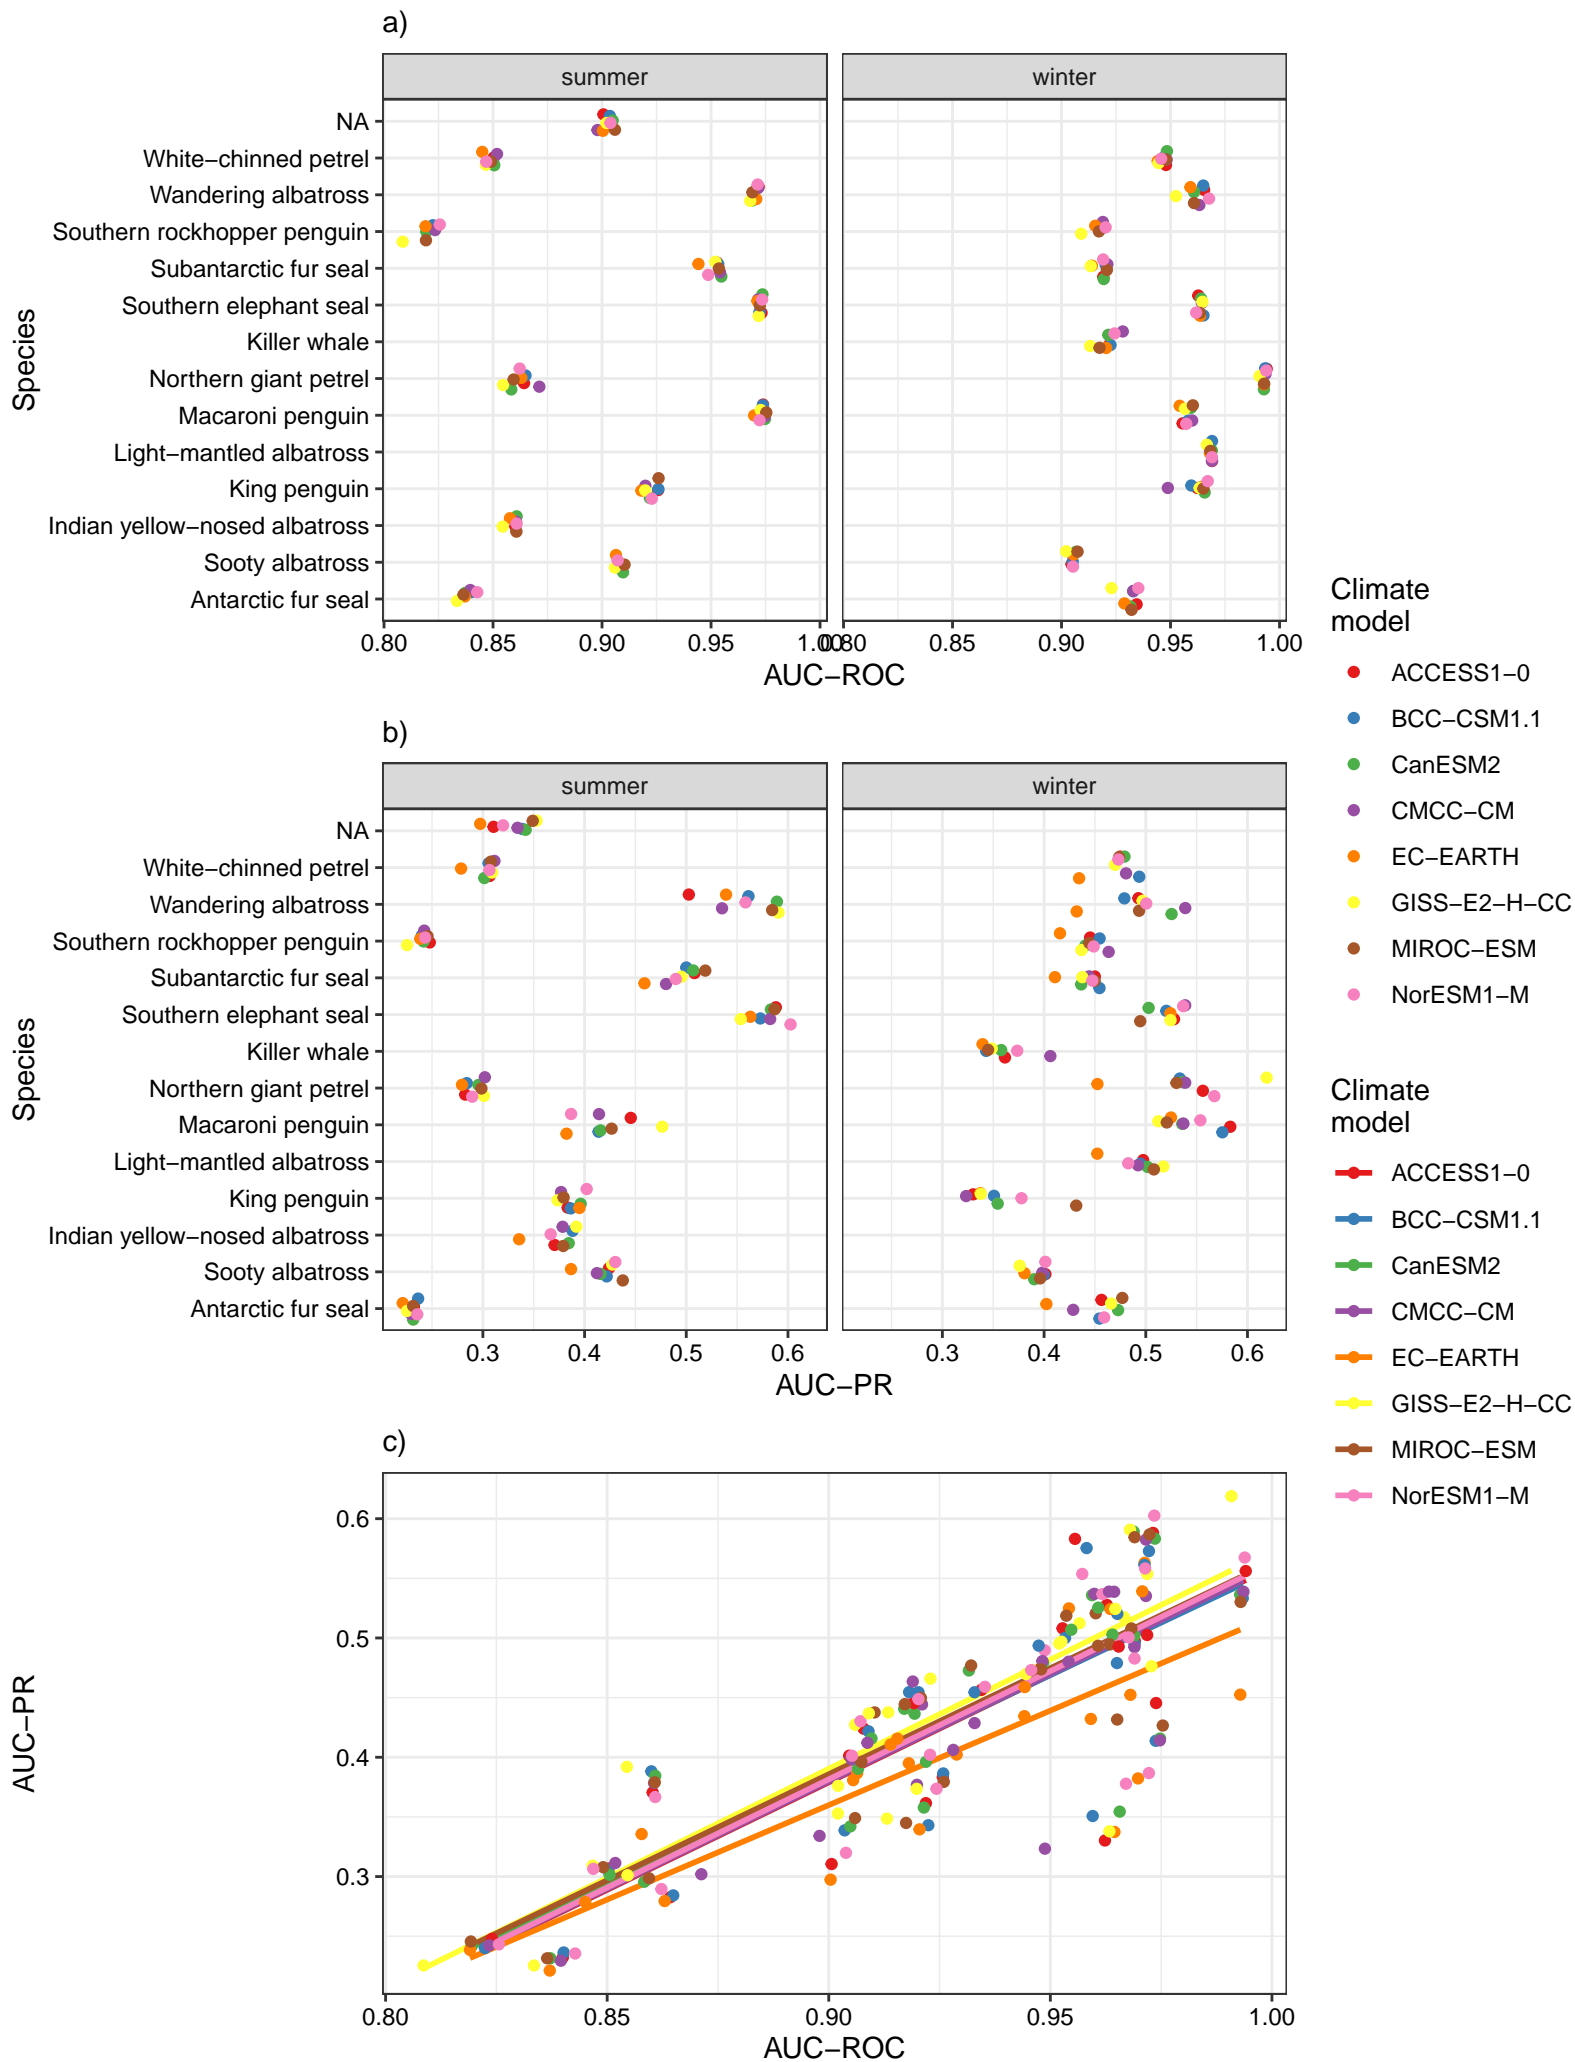 a)
summer
winter
Species
NA
White−chinned petrel
Wandering albatross
Southern rockhopper penguin
Subantarctic fur seal
Southern elephant seal
Killer whale
Northern giant petrel
Macaroni penguin
Light−mantled albatross
King penguin
Indian yellow−nosed albatross
Sooty albatross
Antarctic fur seal
0.80 0.85 0.90 0.95 1.00
0.80 0.85 0.90 0.95 1.00
AUC−ROC
b)
summer
winter
Species
NA
White−chinned petrel
Wandering albatross
Southern rockhopper penguin
Subantarctic fur seal
Southern elephant seal
Killer whale
Northern giant petrel
Macaroni penguin
Light−mantled albatross
King penguin
Indian yellow−nosed albatross
Sooty albatross
Antarctic fur seal
0.3 0.4 0.5 0.6
0.3 0.4 0.5 0.6
AUC−PR
c)
AUC−PR
0.6
0.5
0.4
0.3
0.80 0.85 0.90 0.95 1.00
AUC−ROC
Climate
model
ACCESS1−0
BCC−CSM1.1
CanESM2
CMCC−CM
EC−EARTH
GISS−E2−H−CC
MIROC−ESM
NorESM1−M
Climate
model
ACCESS1−0
BCC−CSM1.1
CanESM2
CMCC−CM
EC−EARTH
GISS−E2−H−CC
MIROC−ESM
NorESM1−M